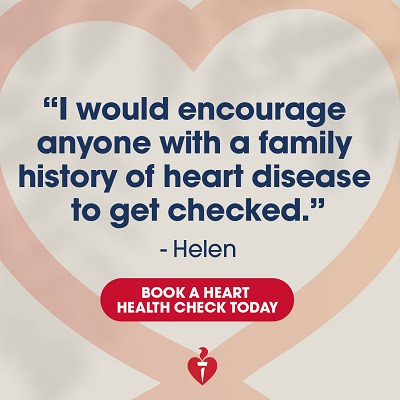 “I would encourage
anyone with a family
history of heart disease
to get checked.”
- Helen
BOOK A HEART
HEALTH CHECK TODAY